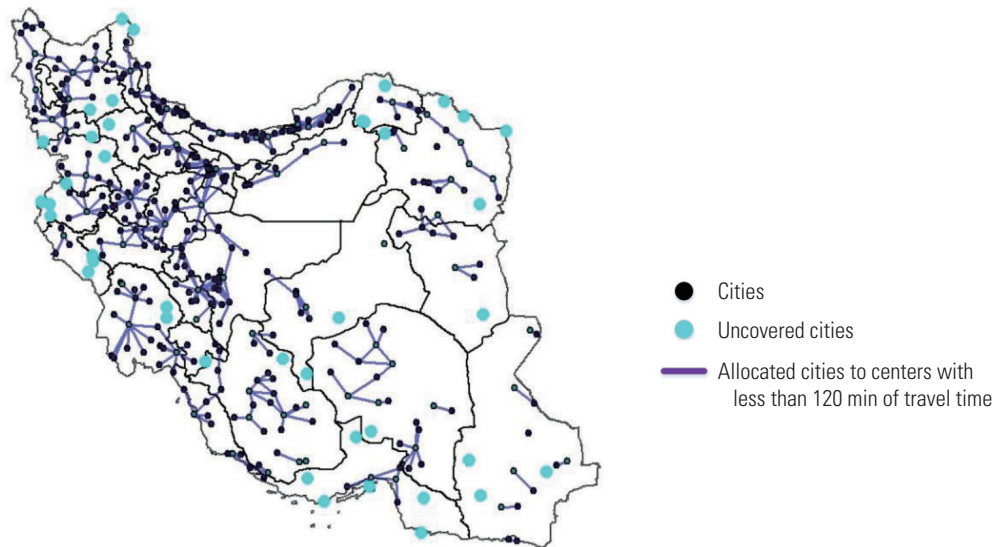 Cities
Uncovered cities
Allocated cities to centers with
less than 120 min of travel time